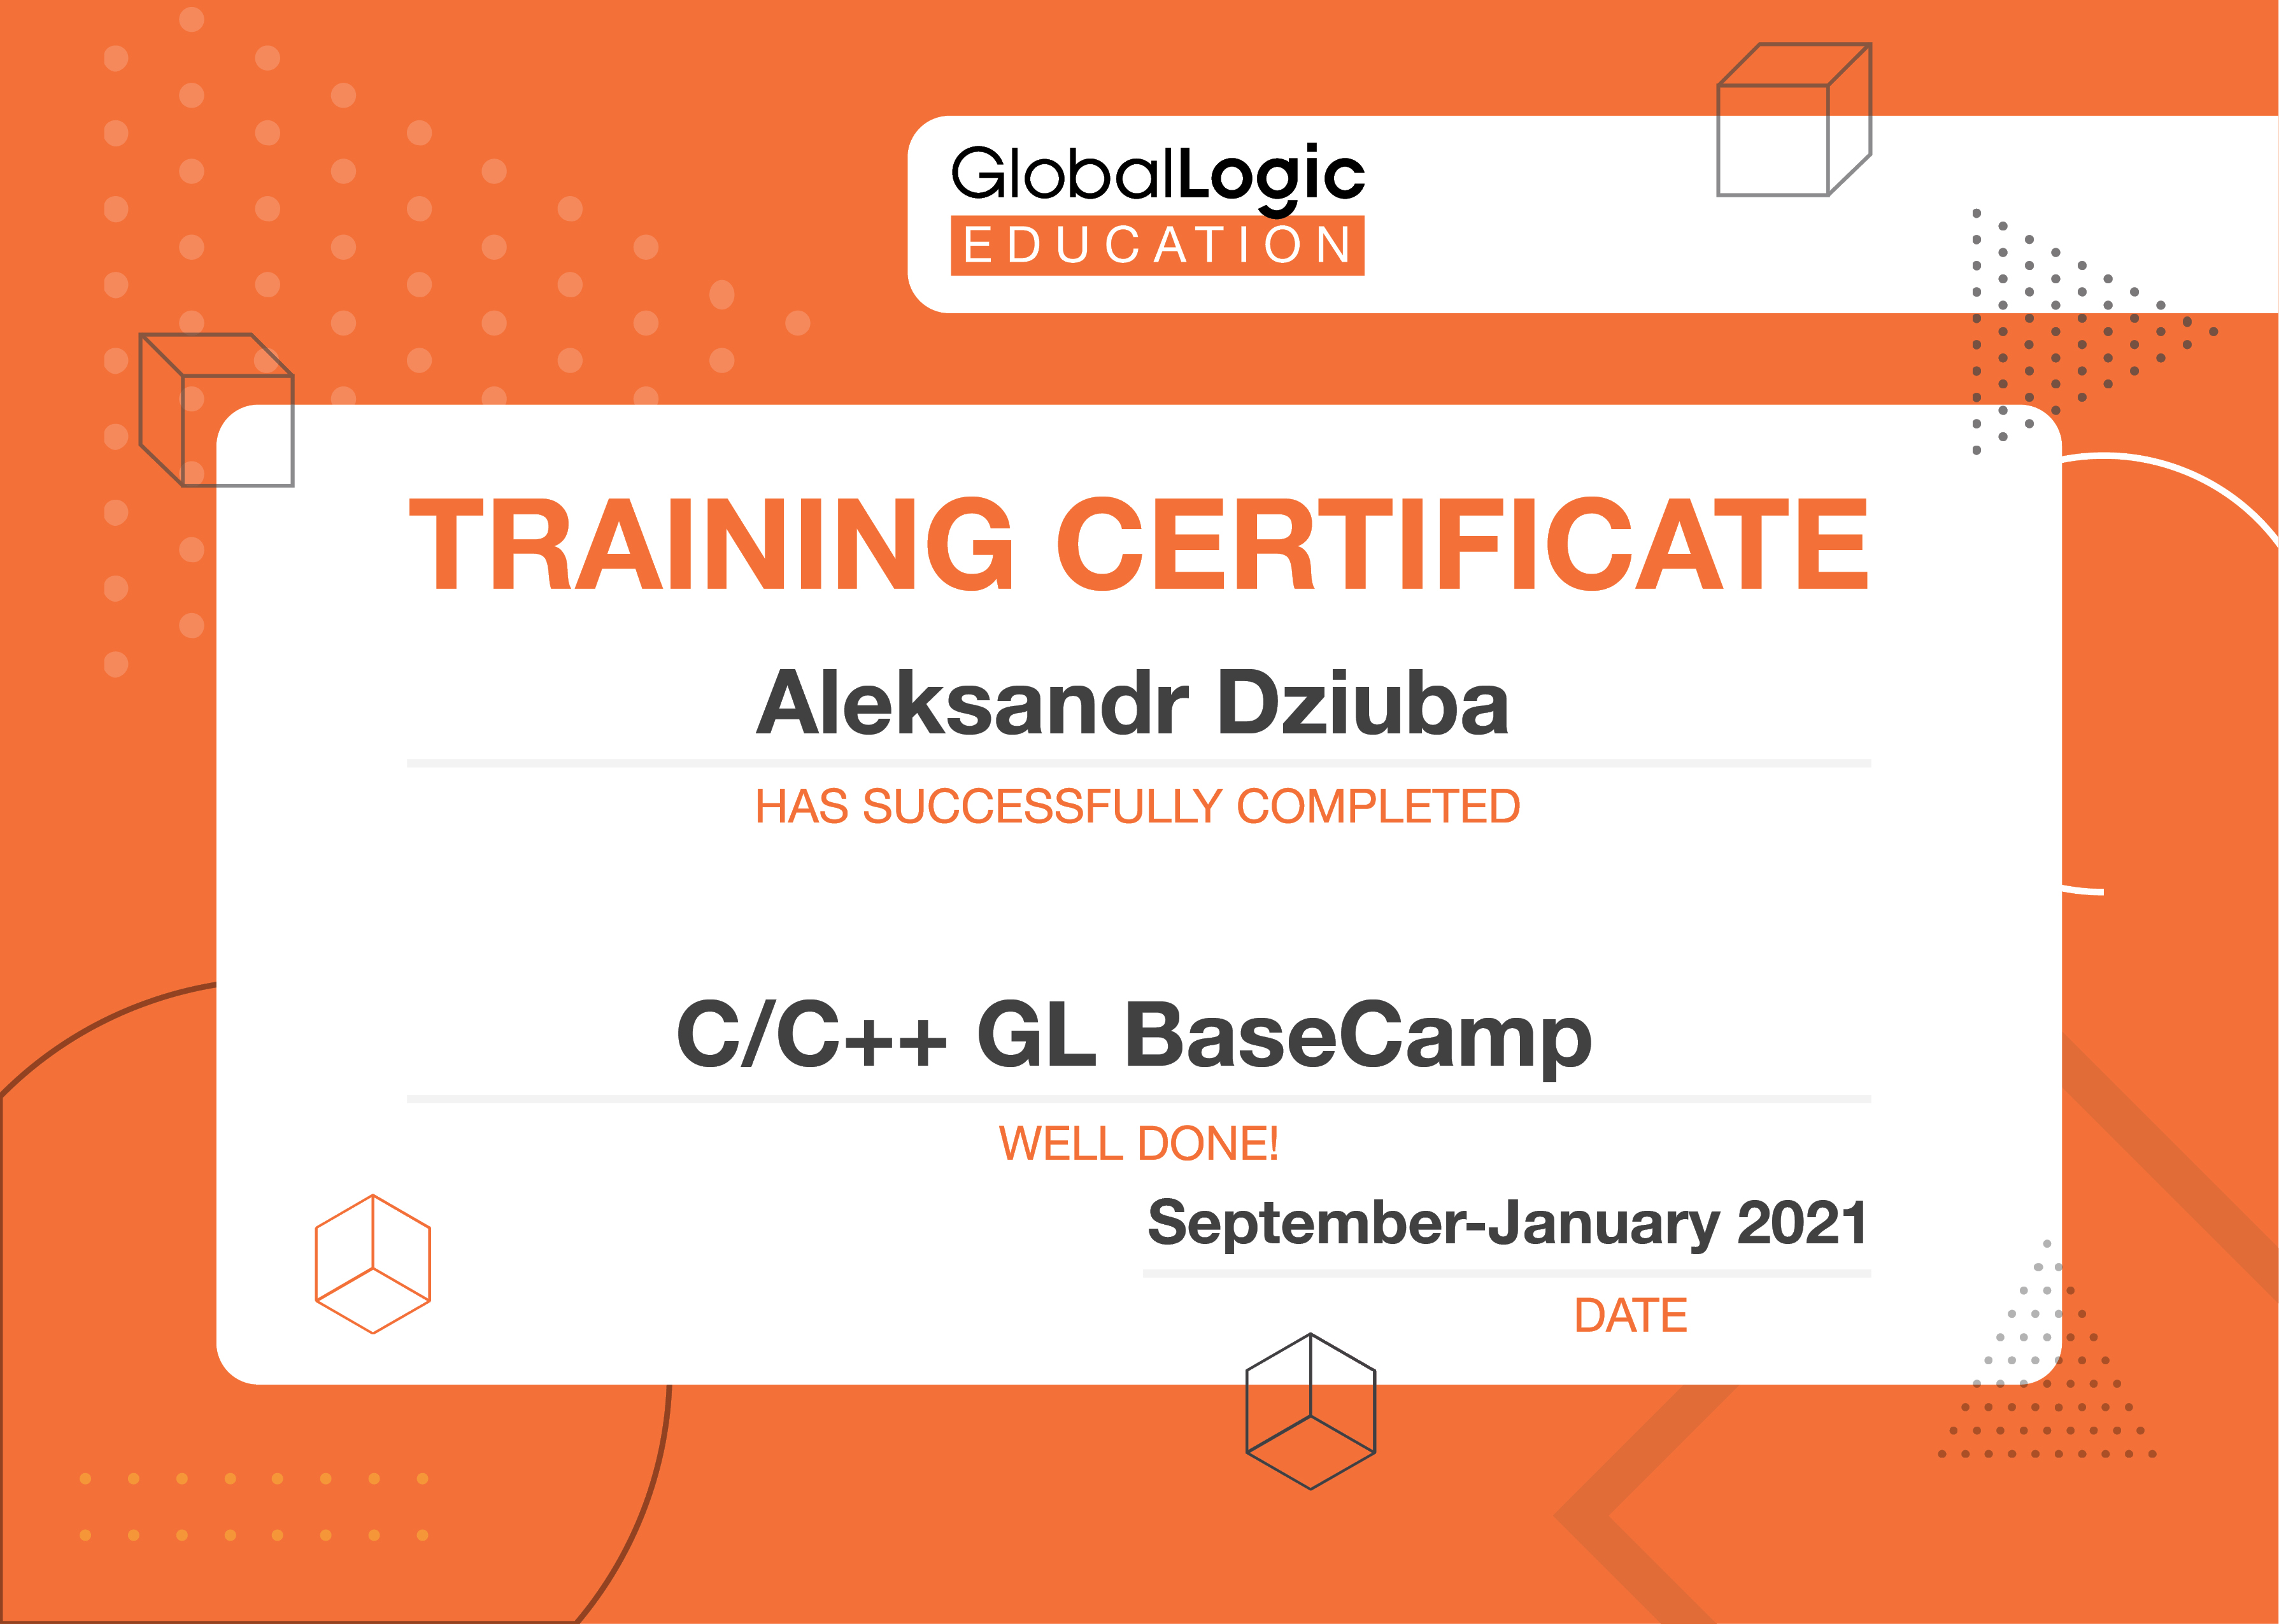 GlobalLogic
EDUCATION
TRAINING CERTIFICATE
Aleksandr Dziuba
HAS SUCCESSFULLY COMPLETED
C/C++ GL BaseCamp
WELL DONE!
September-January 2021
DATE